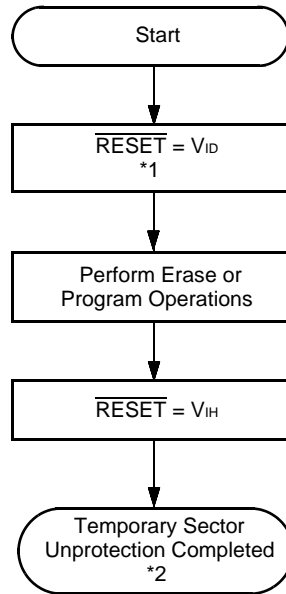 Start
RESET = VID
*1
Perform Erase or
Program Operations
RESET = VIH
Temporary Sector
Unprotection Completed
*2